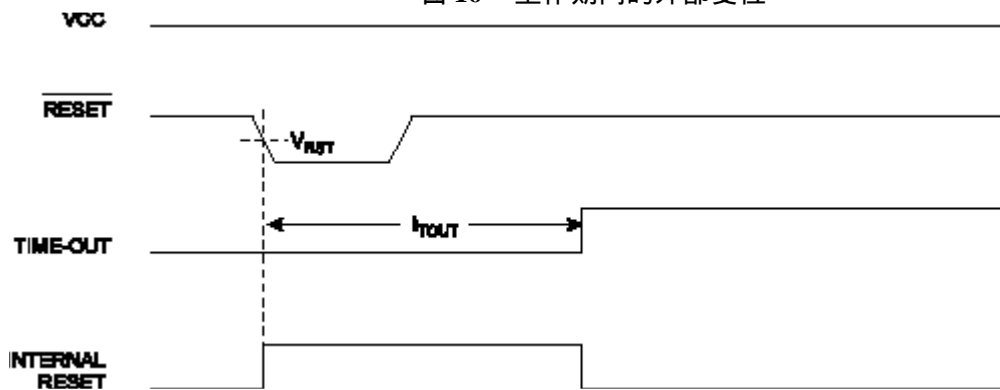 图 16 工作期间的外部复位
VCC
RESET
VRST
tTOUT
TIME-OUT
INTERNAL
RESET